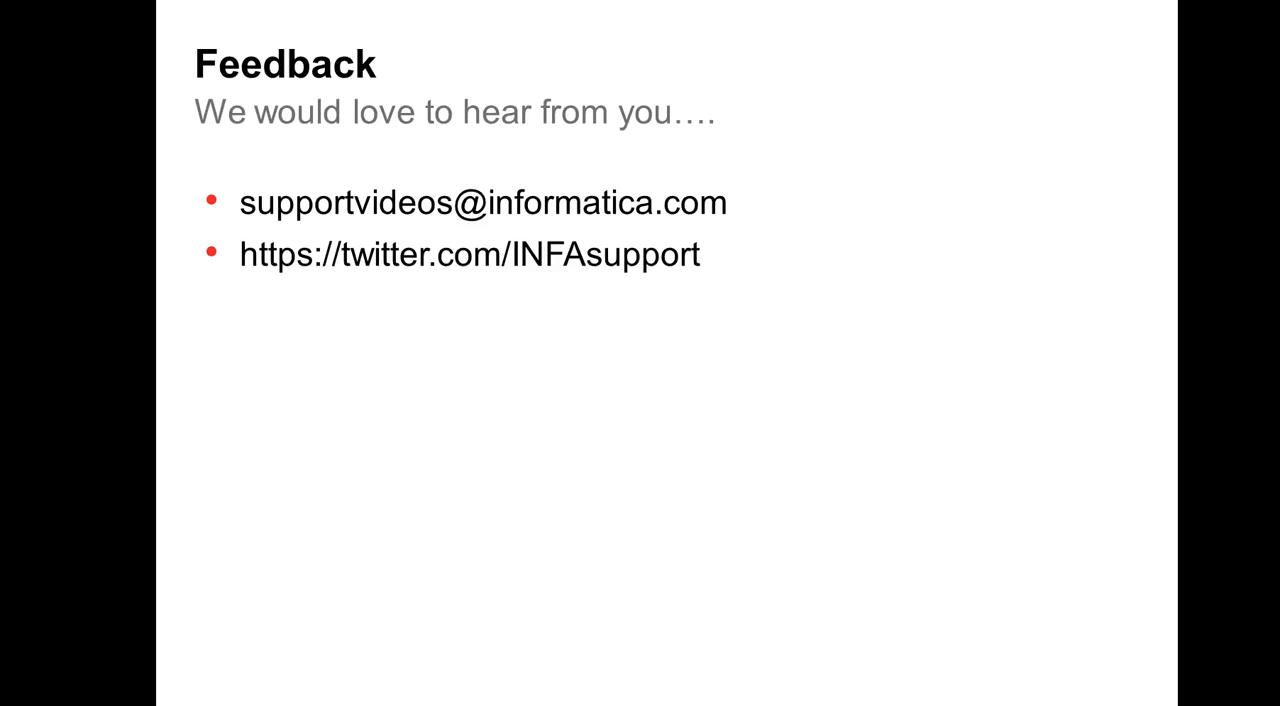 Feedback
We would love to hear from you….
• supportvideos@informatica.com
• https://twitter.com/INFAsupport